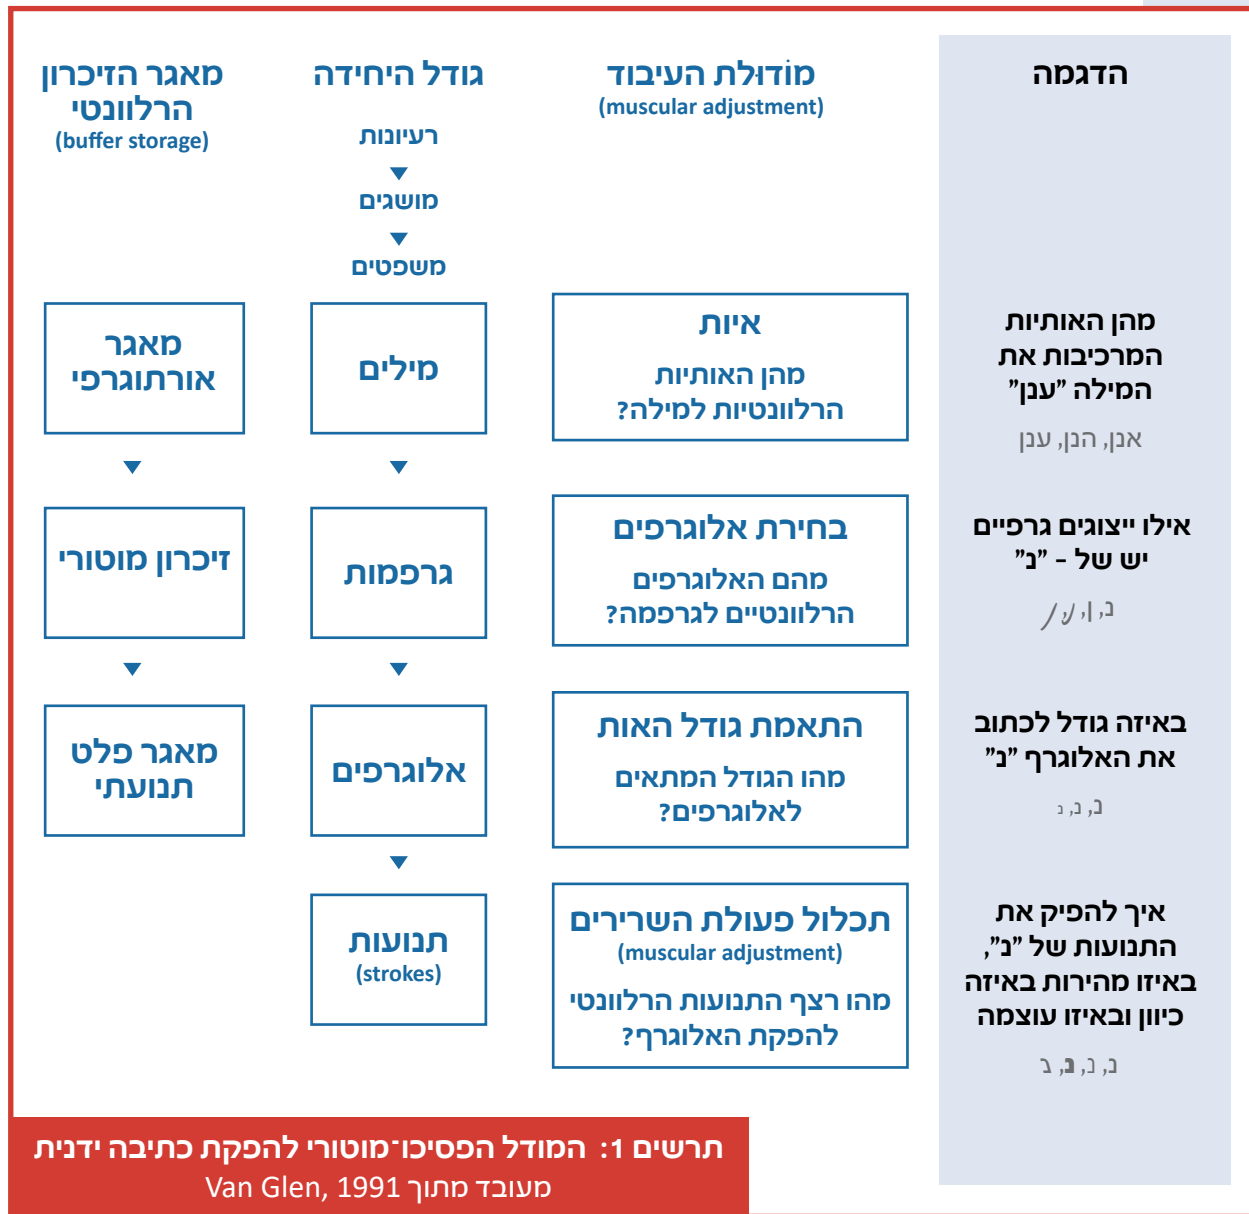 הדגמה
מוֹדוּלת העיבוד
(muscular adjustment)
גודל היחידה
מאגר הזיכרון
הרלוונטי
(buffer storage)
רעיונות
מושגים
משפטים
מהן האותיות
המרכיבות את
המילה ״ענן״
אנן, הנן, ענן
איות
מהן האותיות
הרלוונטיות למילה?
מילים
מאגר
אורתוגרפי
אילו ייצוגים גרפיים
יש של - ״נ״
נ, ן, נ, ן
בחירת אלוגרפים
מהם האלוגרפים
הרלוונטיים לגרפמה?
גרפמות
זיכרון מוטורי
באיזה גודל לכתוב
את האלוגרף ״נ״
נ, נ, נ
התאמת גודל האות
מהו הגודל המתאים
לאלוגרפים?
אלוגרפים
מאגר פלט
תנועתי
איך להפיק את
התנועות של ״נ״,
באיזו מהירות באיזה
כיוון ובאיזו עוצמה
נ, נ, נ, נ
תכלול פעולת השרירים
(muscular adjustment)
מהו רצף התנועות הרלוונטי
להפקת האלוגרף?
תנועות
(strokes)
תרשים 1: המודל הפסיכו־מוטורי להפקת כתיבה ידנית
מעובד מתוך Van Glen, 1991